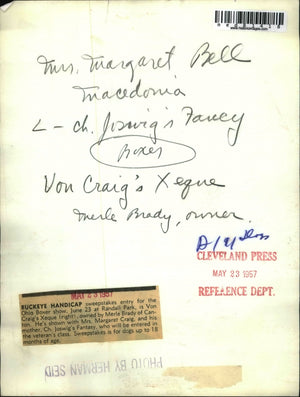 Mrs. Margaret Bell
Macedonia
L - Ch. Joswig's Fancy
Boxer
Von Craig's Xeque
Merle Brady, owner.
CLEVELAND PRESS
MAY 23 1957
REFERENCE DEPT.
MAY 23 1957
BUCKEYE HANDICAP sweepstakes entry for the
Ohio Boxer show, June 23 at Randall Park, is Von
Craig's Xeque (right), owned by Merle Brady of Can-
ton. He's shown with Mrs. Margaret Craig, and his
mother, Ch. Joswig's Fantasy, who will be entered in
the veteran's class. Sweepstakes is for dogs up to 18
months of age.
PHOTO BY HERMAN SEID